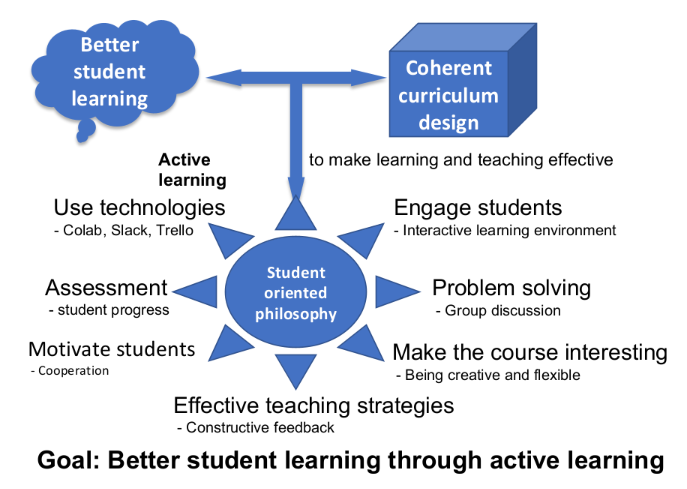 Better
student
learning
Coherent
curriculum
design
Active
learning
to make learning and teaching effective
Use technologies
- Colab, Slack, Trello
Engage students
- Interactive learning environment
Student
oriented
philosophy
Assessment
- student progress
Problem solving
- Group discussion
Motivate students
- Cooperation
Make the course interesting
- Being creative and flexible
Effective teaching strategies
- Constructive feedback
Goal: Better student learning through active learning